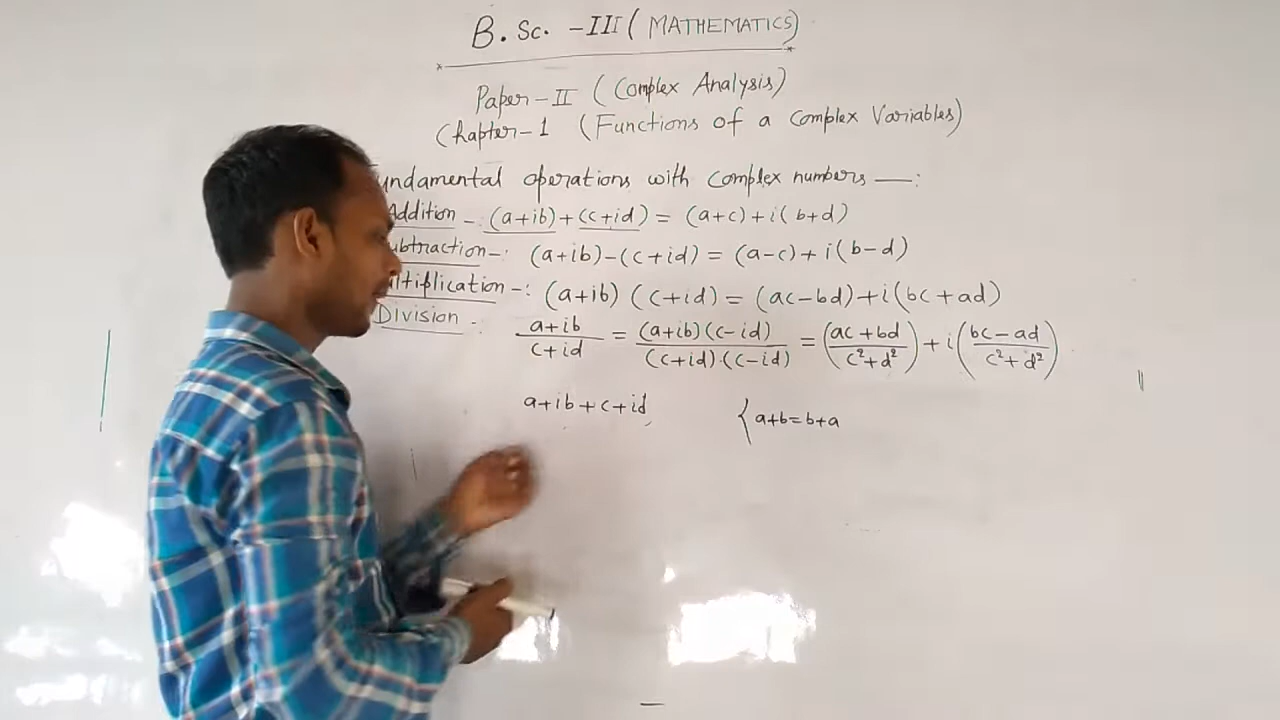 B. Sc. -III ( MATHEMATICS)
Paper-II ( Complex Analysis)
Chapter-1 (Functions of a Complex Variables)
undamental operations with Complex numbers —:
Addition - (a+ib)+(c+id) = (a+c)+i(b+d)
ubtraction-: (a+ib)-(c+id) = (a-c)+i(b-d)
ltiplication-: (a+ib) (c+id) = (ac-bd)+i(bc+ad)
Division -: a+ib/c+id = (a+ib)(c-id)/(c+id).(c-id) = (ac+bd/c²+d²) + i(bc-ad/c²+d²)
a+ib+c+id {a+b=b+a